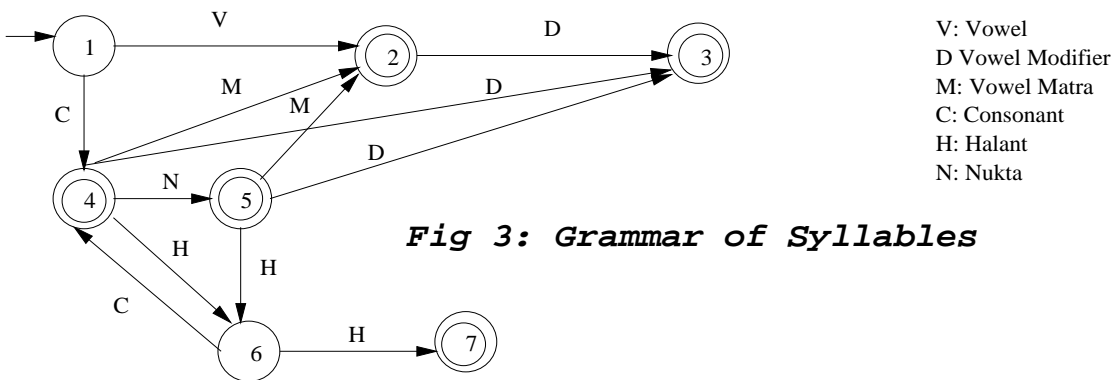 V
D
V: Vowel
D Vowel Modifier
M: Vowel Matra
C: Consonant
H: Halant
N: Nukta
1
2
3
M
D
M
C
D
N
4
5
Fig 3: Grammar of Syllables
H
H
C
H
6
7